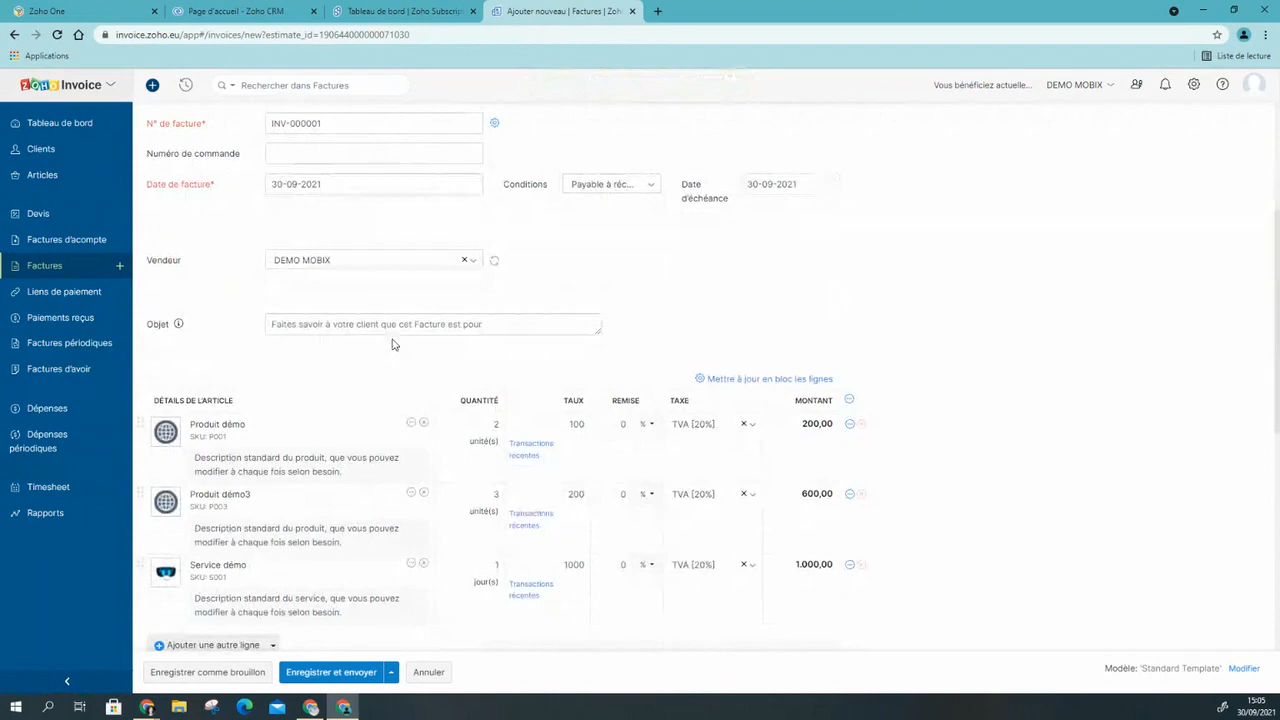 Zoho One
Page d'accueil - Zoho CRM
Tableau de bord | Zoho Subscript
Ajouter nouveau | Factures | Zoh
invoice.zoho.eu/app#/invoices/new?estimate_id=190644000000071030
Applications
Liste de lecture
ZOHO Invoice
Rechercher dans Factures
Vous bénéficiez actuelle...
DEMO MOBIX
Tableau de bord
Clients
Articles
Devis
Factures d'acompte
Factures
Liens de paiement
Paiements reçus
Factures périodiques
Factures d'avoir
Dépenses
Dépenses
périodiques
Timesheet
Rapports
N° de facture*
INV-000001
Numéro de commande
Date de facture*
30-09-2021
Conditions
Payable à réc...
Date
d'échéance
30-09-2021
Vendeur
DEMO MOBIX
Objet
Faites savoir à votre client que cet Facture est pour
Mettre à jour en bloc les lignes
DÉTAILS DE L'ARTICLE QUANTITÉ TAUX REMISE TAXE MONTANT
Produit démo 2 100 0 % TVA [20%] 200,00
SKU: P001
unité(s) Transactions
récentes
Description standard du produit, que vous pouvez
modifier à chaque fois selon besoin.
Produit démo3 3 200 0 % TVA [20%] 600,00
SKU: P003
unité(s) Transactions
récentes
Description standard du produit, que vous pouvez
modifier à chaque fois selon besoin.
Service démo 1 1000 0 % TVA [20%] 1.000,00
SKU: S001
jour(s) Transactions
récentes
Description standard du service, que vous pouvez
modifier à chaque fois selon besoin.
Ajouter une autre ligne
Enregistrer comme brouillon
Enregistrer et envoyer
Annuler
Modèle: 'Standard Template' Modifier
15:05
30/09/2021